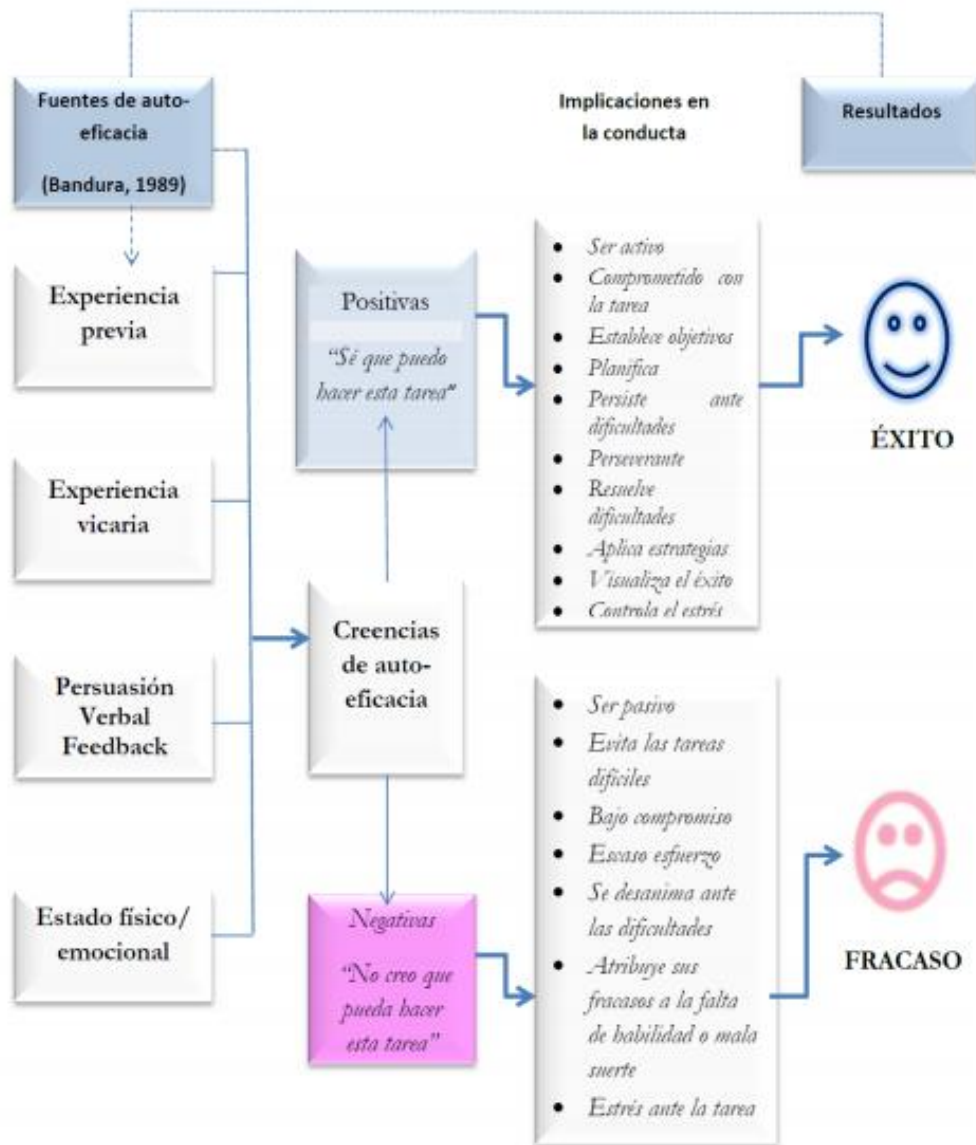 Fuentes de auto-
eficacia
(Bandura, 1989)
Implicaciones en
la conducta
Resultados
Experiencia
previa
Experiencia
vicaria
Persuasión
Verbal
Feedback
Estado físico/
emocional
Creencias
de auto-
eficacia
Positivas
“Sé que puedo
hacer esta tarea”
• Ser activo
• Comprometido con
la tarea
• Establece objetivos
• Planifica
• Persiste ante
dificultades
• Perseverante
• Resuelve
dificultades
• Aplica estrategias
• Visualiza el éxito
• Controla el estrés
ÉXITO
Negativas
“No creo que
pueda hacer
esta tarea”
• Ser pasivo
• Evita las tareas
difíciles
• Bajo compromiso
• Escaso esfuerzo
• Se desanima ante
las dificultades
• Atribuye sus
fracasos a la falta
de habilidad o mala
suerte
• Estrés ante la tarea
FRACASO